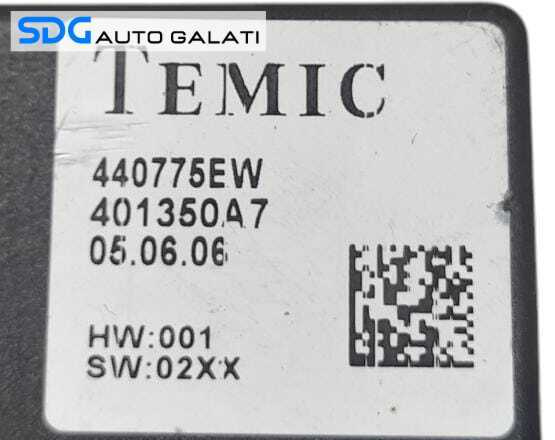 SDG AUTO GALATI
TEMIC
440775EW
401350A7
05.06.06
HW:001
SW:02XX